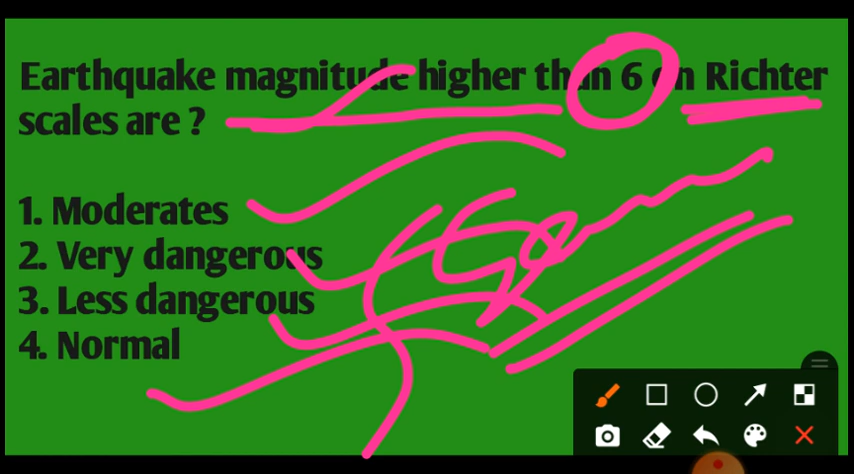 Earthquake magnitude higher than 6 on Richter
scales are ?
1. Moderates
2. Very dangerous
3. Less dangerous
4. Normal